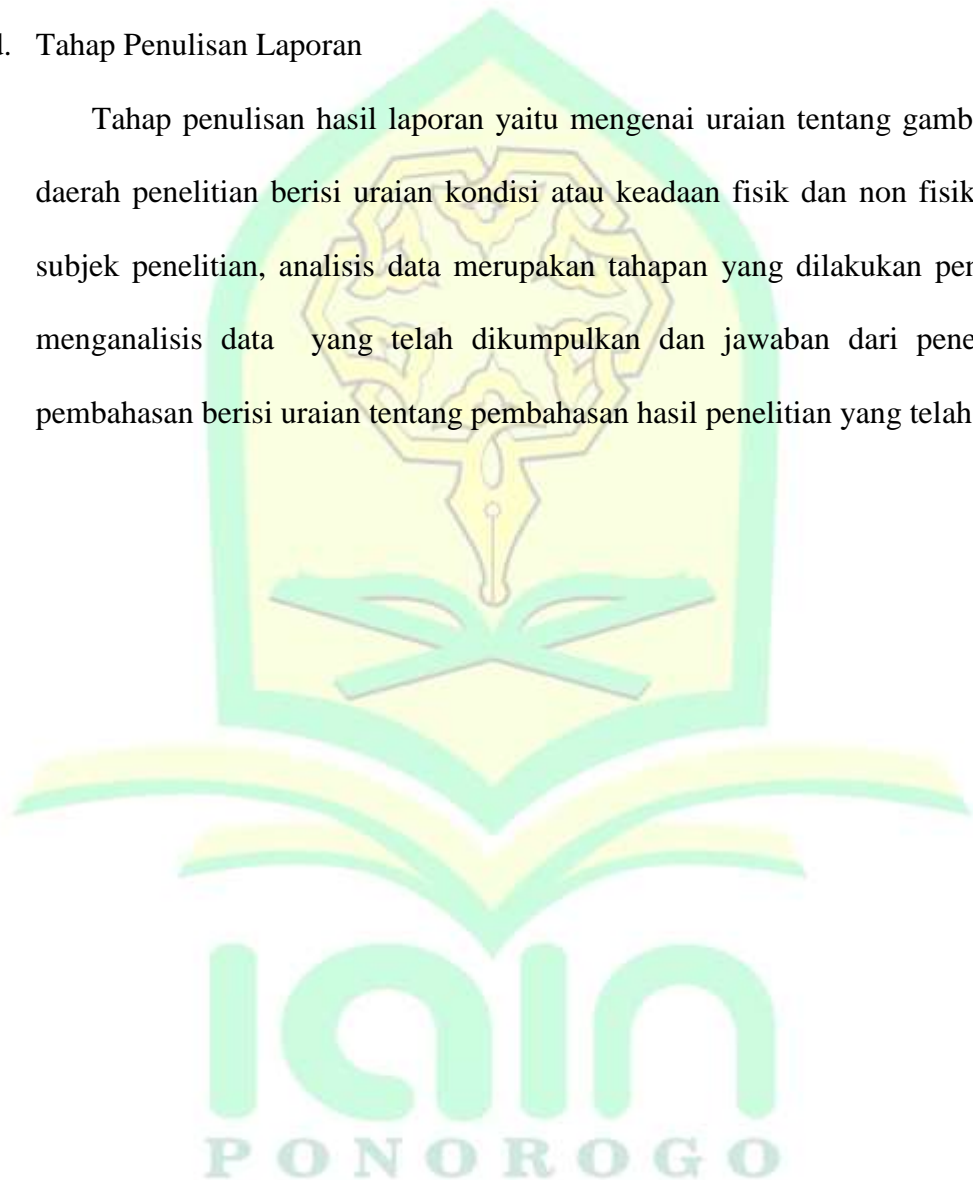 d. Tahap Penulisan Laporan
Tahap penulisan hasil laporan yaitu mengenai uraian tentang gamb
daerah penelitian berisi uraian kondisi atau keadaan fisik dan non fisik
subjek penelitian, analisis data merupakan tahapan yang dilakukan pen
menganalisis data yang telah dikumpulkan dan jawaban dari pene
pembahasan berisi uraian tentang pembahasan hasil penelitian yang telah
iain
PONOROGO